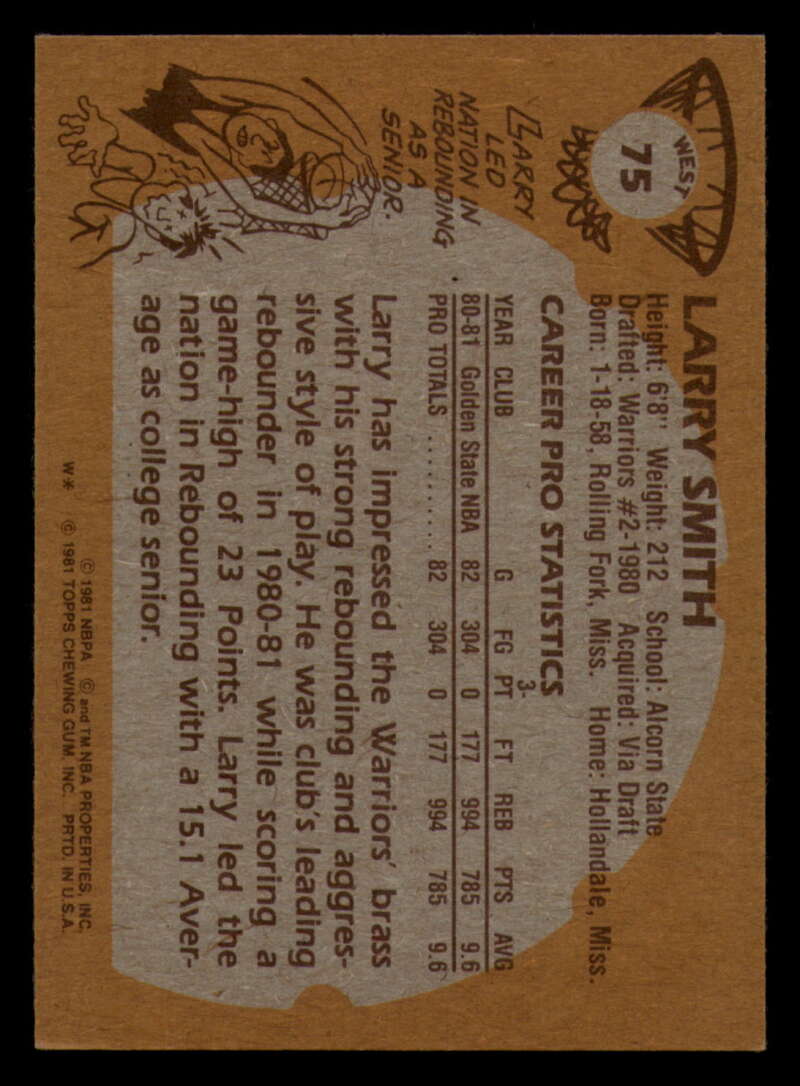 WEST
75
LARRY SMITH
Height: 6'8" Weight: 212 School: Alcorn State
Drafted: Warriors #2-1980 Acquired: Via Draft
Born: 1-18-58, Rolling Fork, Miss. Home: Hollandale, Miss.
CAREER PRO STATISTICS
3-
YEAR CLUB G FG PT FT REB PTS AVG
80-81 Golden State NBA 82 304 0 177 994 785 9.6
PRO TOTALS .......... 82 304 0 177 994 785 9.6
LARRY
LED
NATION IN
REBOUNDING
AS A
SENIOR.
Larry has impressed the Warriors' brass
with his strong rebounding and aggres-
sive style of play. He was club's leading
rebounder in 1980-81 while scoring a
game-high of 23 Points. Larry led the
nation in Rebounding with a 15.1 Aver-
age as college senior.
© 1981 NBPA © and TM NBA PROPERTIES, INC.
W* © 1981 TOPPS CHEWING GUM, INC. PRTD. IN U.S.A.